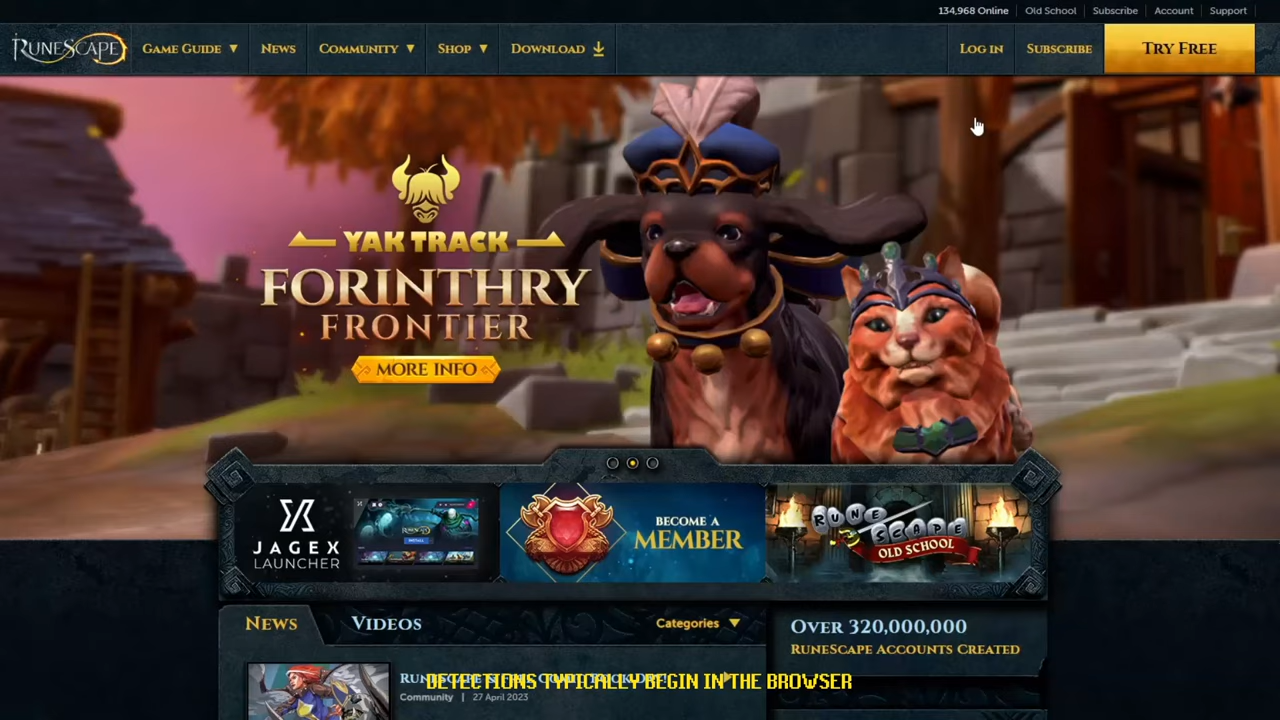 134,968 Online
Old School
Subscribe
Account
Support
RuneScape
Game Guide
News
Community
Shop
Download
Log in
Subscribe
Try Free
YAK TRACK
FORINTHRY
FRONTIER
MORE INFO
JAGEX
LAUNCHER
BECOME A
MEMBER
RUNE
SCAPE
OLD SCHOOL
News
Videos
Categories
Over 320,000,000
RuneScape Accounts Created
DETECTIONS TYPICALLY BEGIN IN THE BROWSER
Community | 27 April 2023